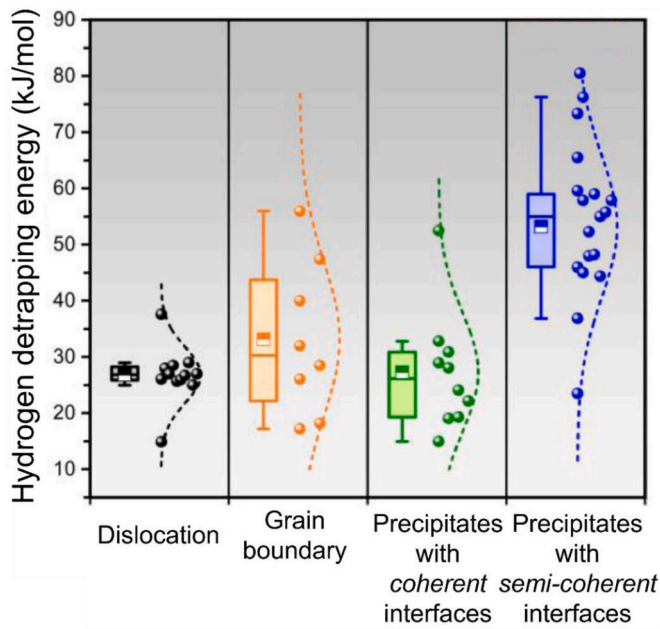 Hydrogen detrapping energy (kJ/mol)
90
80
70
60
50
40
30
20
10
Dislocation
Grain
boundary
Precipitates
with
coherent
interfaces
Precipitates
with
semi-coherent
interfaces